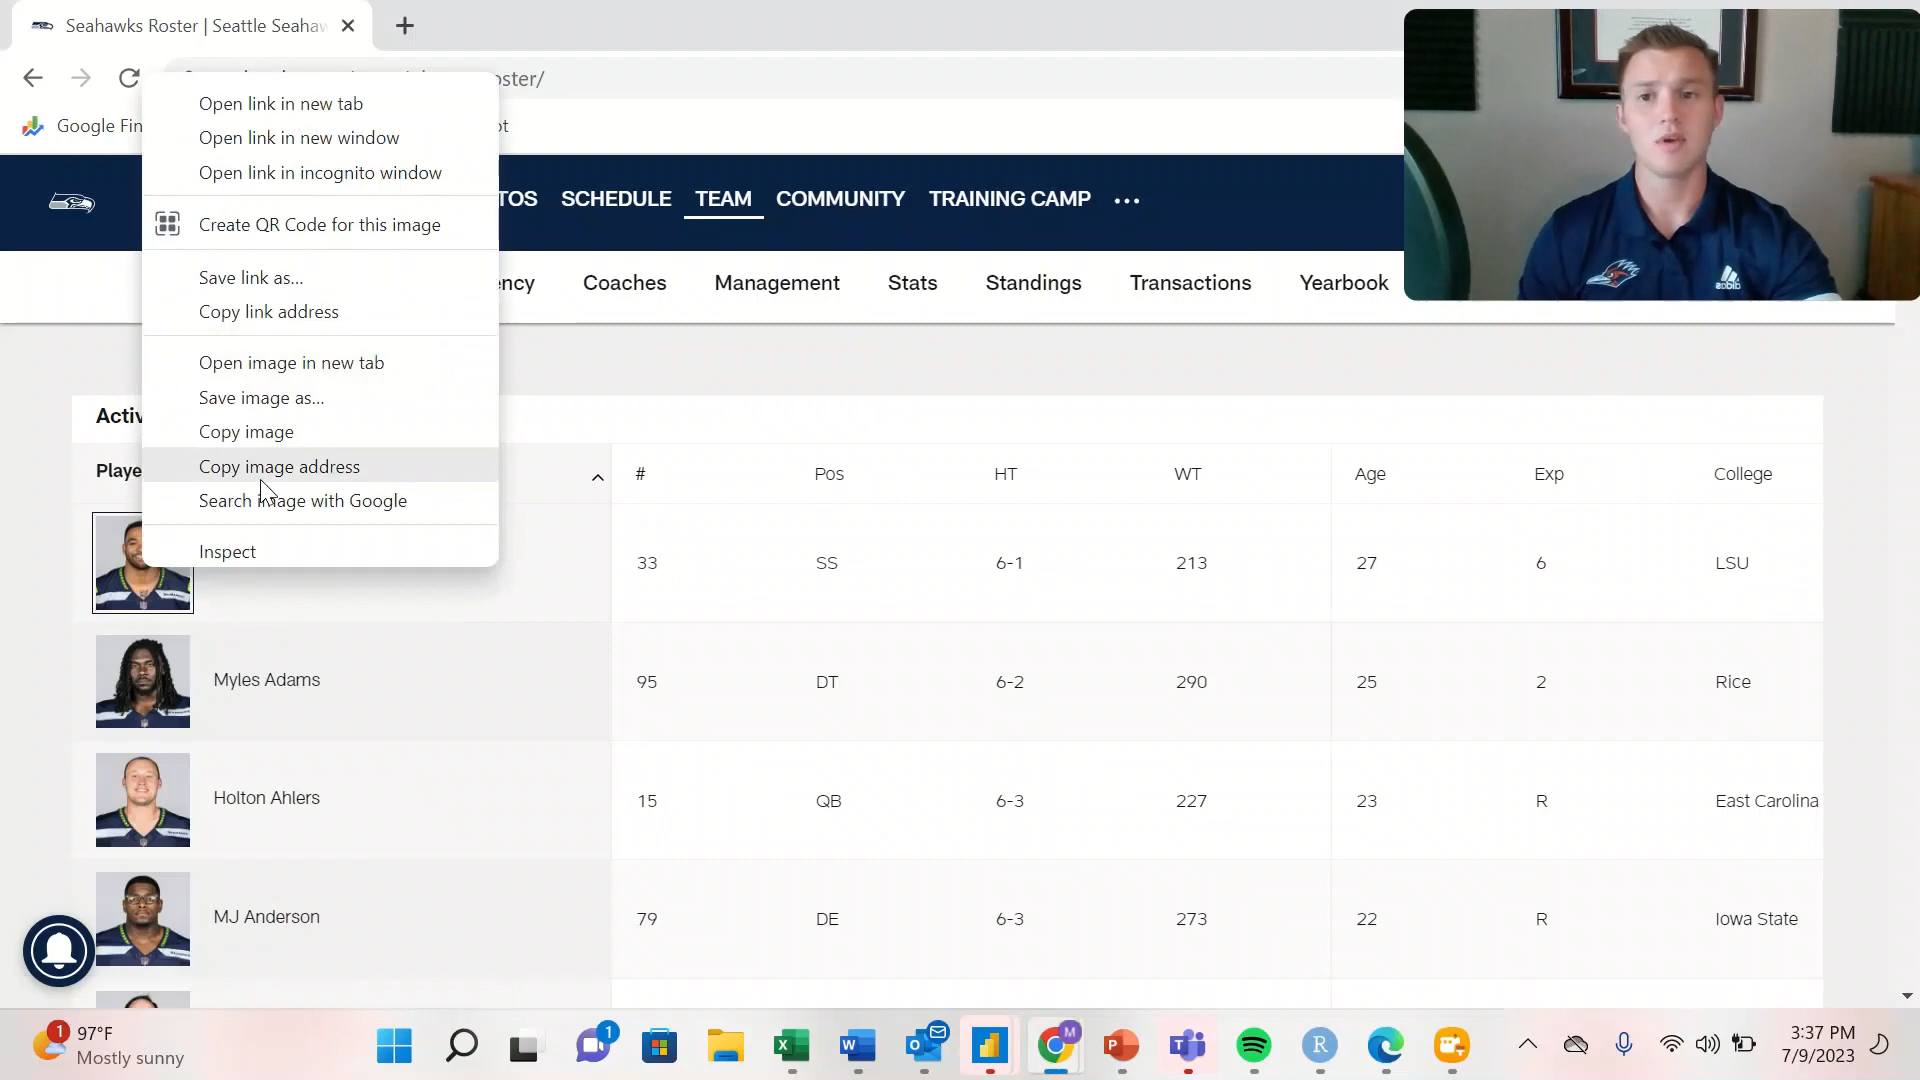 Seahawks Roster | Seattle Seahaw
oster/
Google Fin
ot
Open link in new tab
Open link in new window
Open link in incognito window
Create QR Code for this image
Save link as...
Copy link address
Open image in new tab
Save image as...
Copy image
Copy image address
Search image with Google
Inspect
TOS SCHEDULE TEAM COMMUNITY TRAINING CAMP ...
ency Coaches Management Stats Standings Transactions Yearbook
adidas
Activ
Playe # Pos HT WT Age Exp College
33 SS 6-1 213 27 6 LSU
Myles Adams 95 DT 6-2 290 25 2 Rice
Holton Ahlers 15 QB 6-3 227 23 R East Carolina
MJ Anderson 79 DE 6-3 273 22 R Iowa State
1 97°F
Mostly sunny
1
M
3:37 PM
7/9/2023